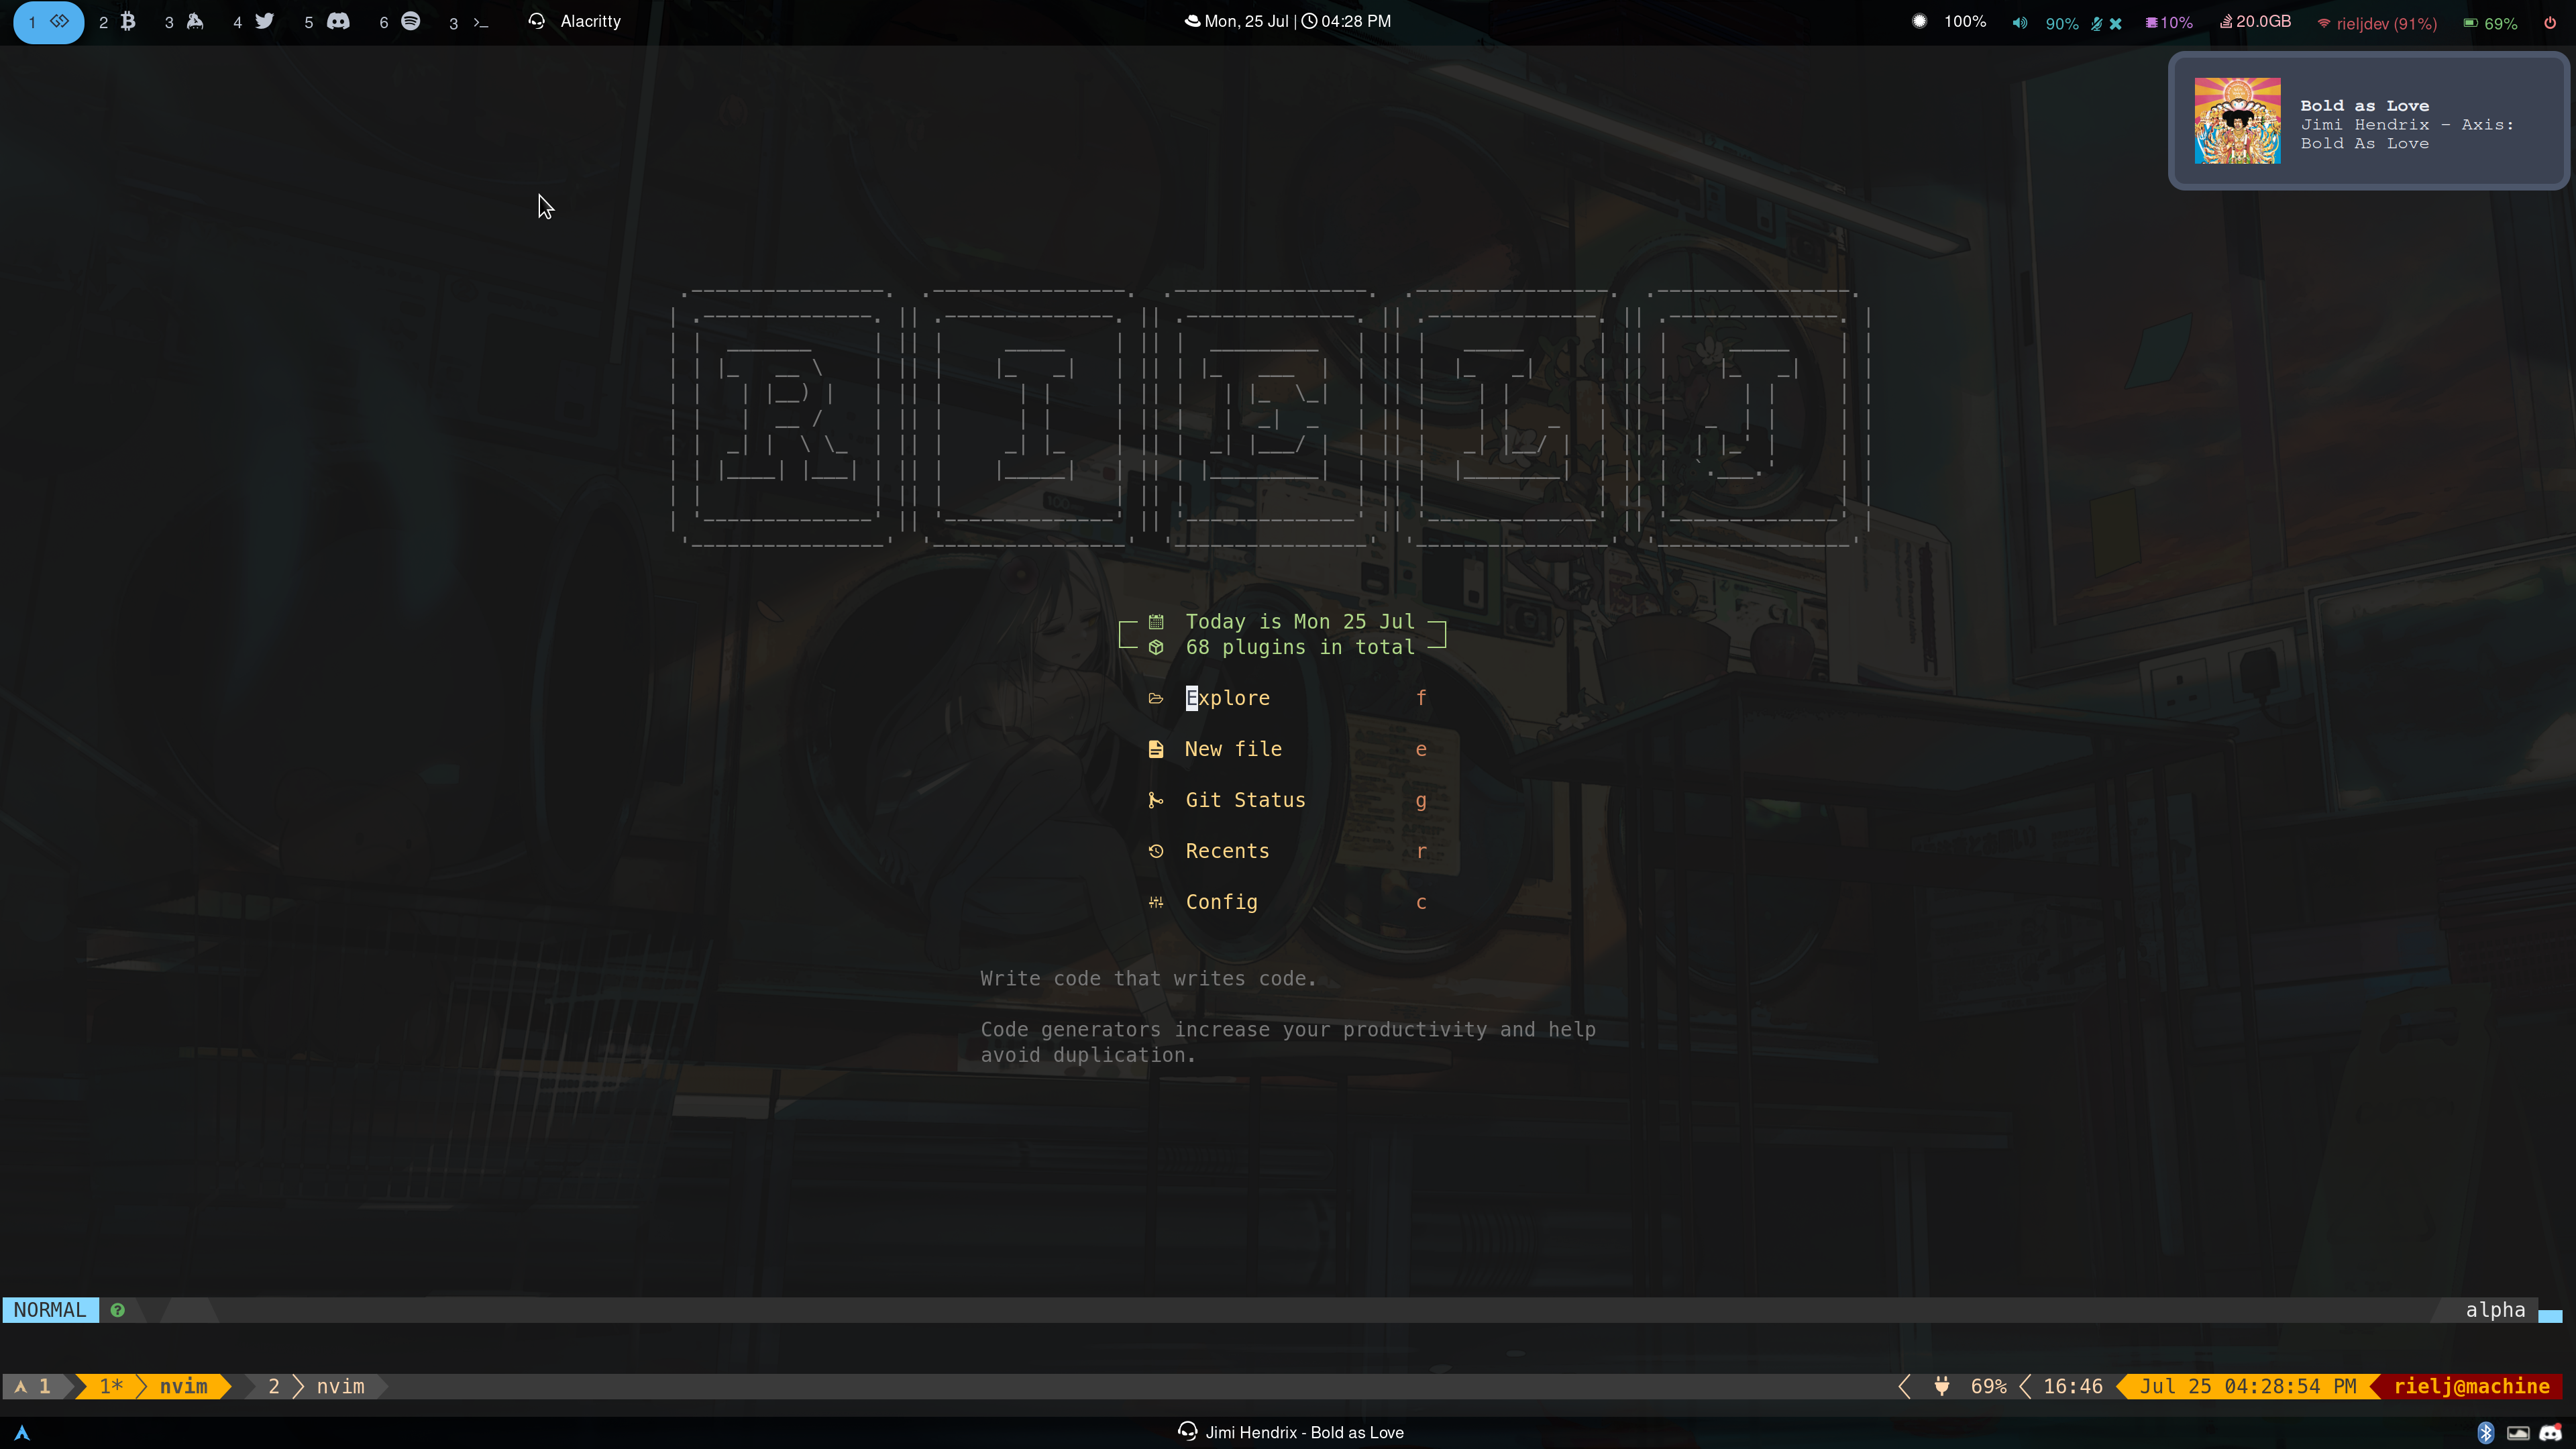 1 2 3 4 5 6 3 >_ Alacritty
Mon, 25 Jul | 04:28 PM
100% 90% 10% 20.0GB rieljdev (91%) 69%
Bold as Love
Jimi Hendrix - Axis:
Bold As Love
RIELJ
Today is Mon 25 Jul
68 plugins in total
Explore f
New file e
Git Status g
Recents r
Config c
Write code that writes code.
Code generators increase your productivity and help
avoid duplication.
NORMAL alpha
1 1* nvim 2 nvim 69% 16:46 Jul 25 04:28:54 PM rielj@machine
Jimi Hendrix - Bold as Love